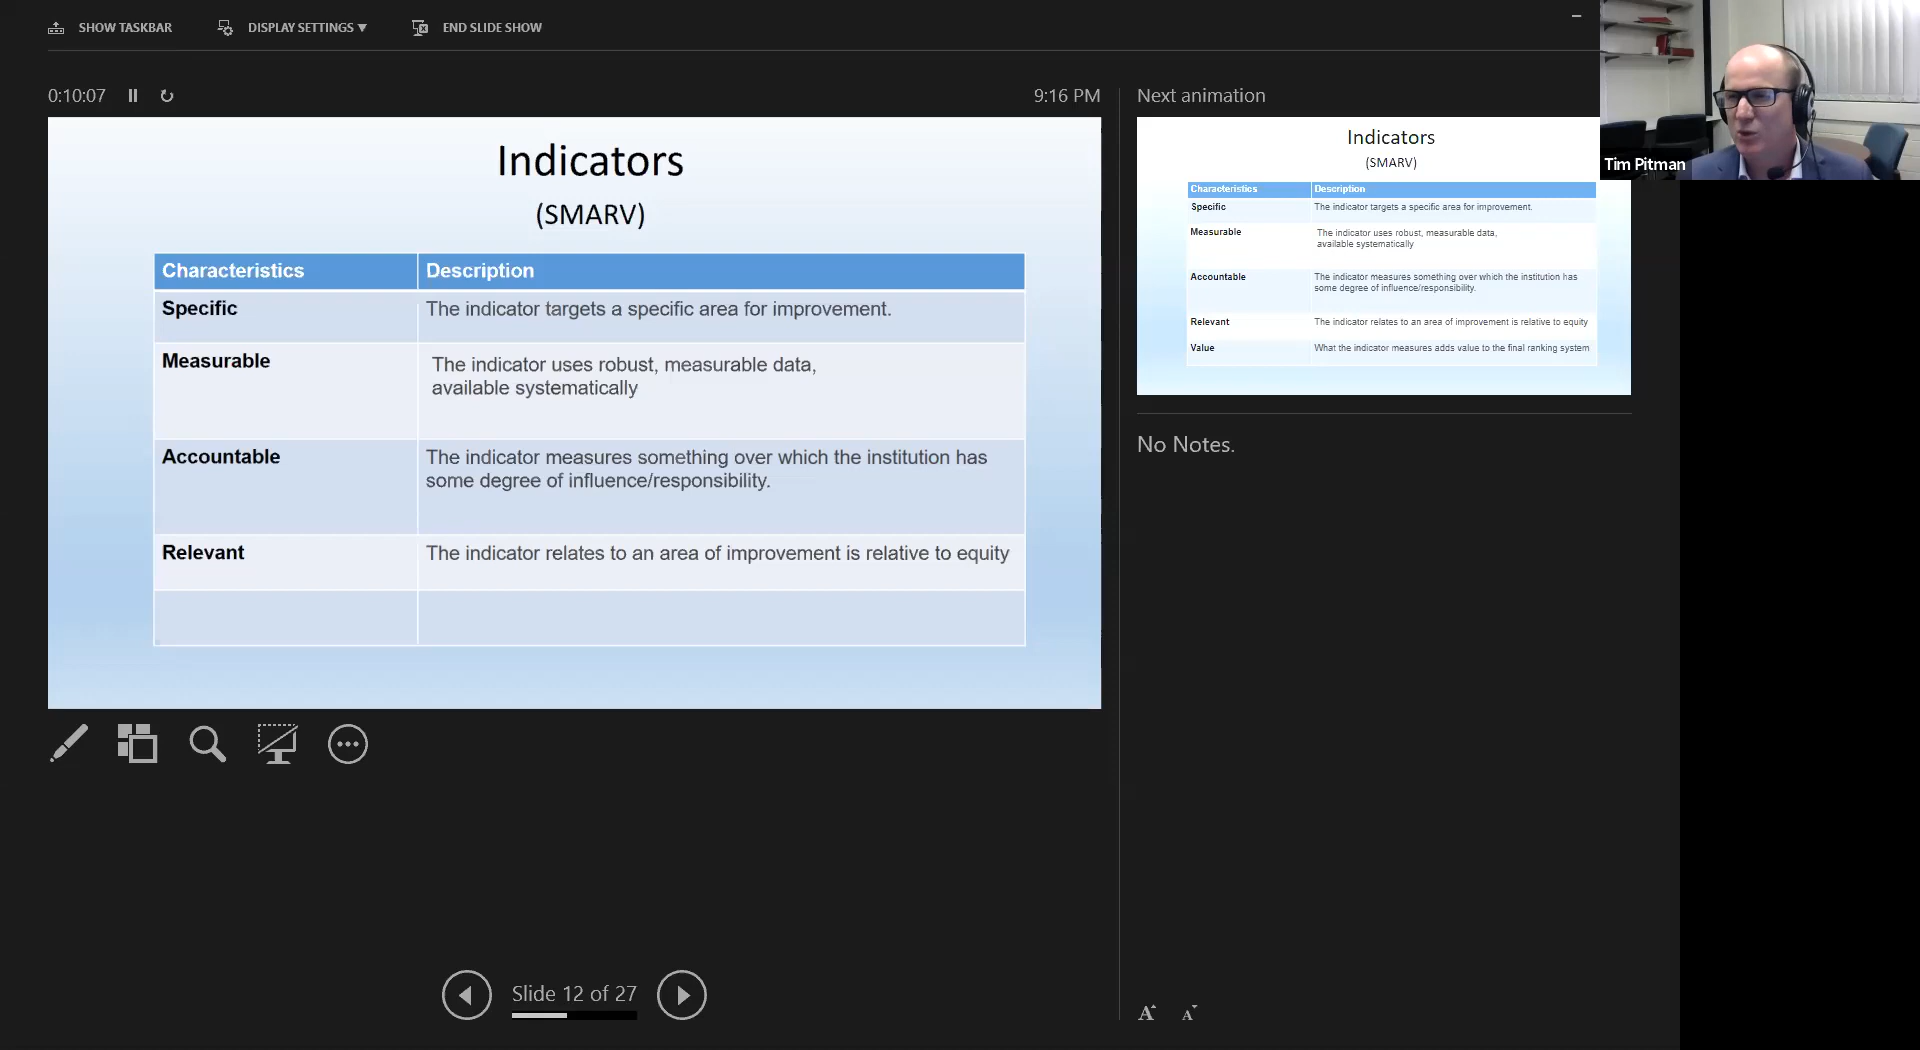 SHOW TASKBAR
DISPLAY SETTINGS
END SLIDE SHOW
0:10:07
9:16 PM
Indicators
(SMARV)
Characteristics Description
Specific The indicator targets a specific area for improvement.
Measurable The indicator uses robust, measurable data,
available systematically
Accountable The indicator measures something over which the institution has
some degree of influence/responsibility.
Relevant The indicator relates to an area of improvement is relative to equity
Slide 12 of 27
Next animation
Indicators
(SMARV)
Characteristics Description
Specific The indicator targets a specific area for improvement.
Measurable The indicator uses robust, measurable data,
available systematically
Accountable The indicator measures something over which the institution has
some degree of influence/responsibility.
Relevant The indicator relates to an area of improvement is relative to equity
Value What the indicator measures adds value to the final ranking system
No Notes.
A A
Tim Pitman